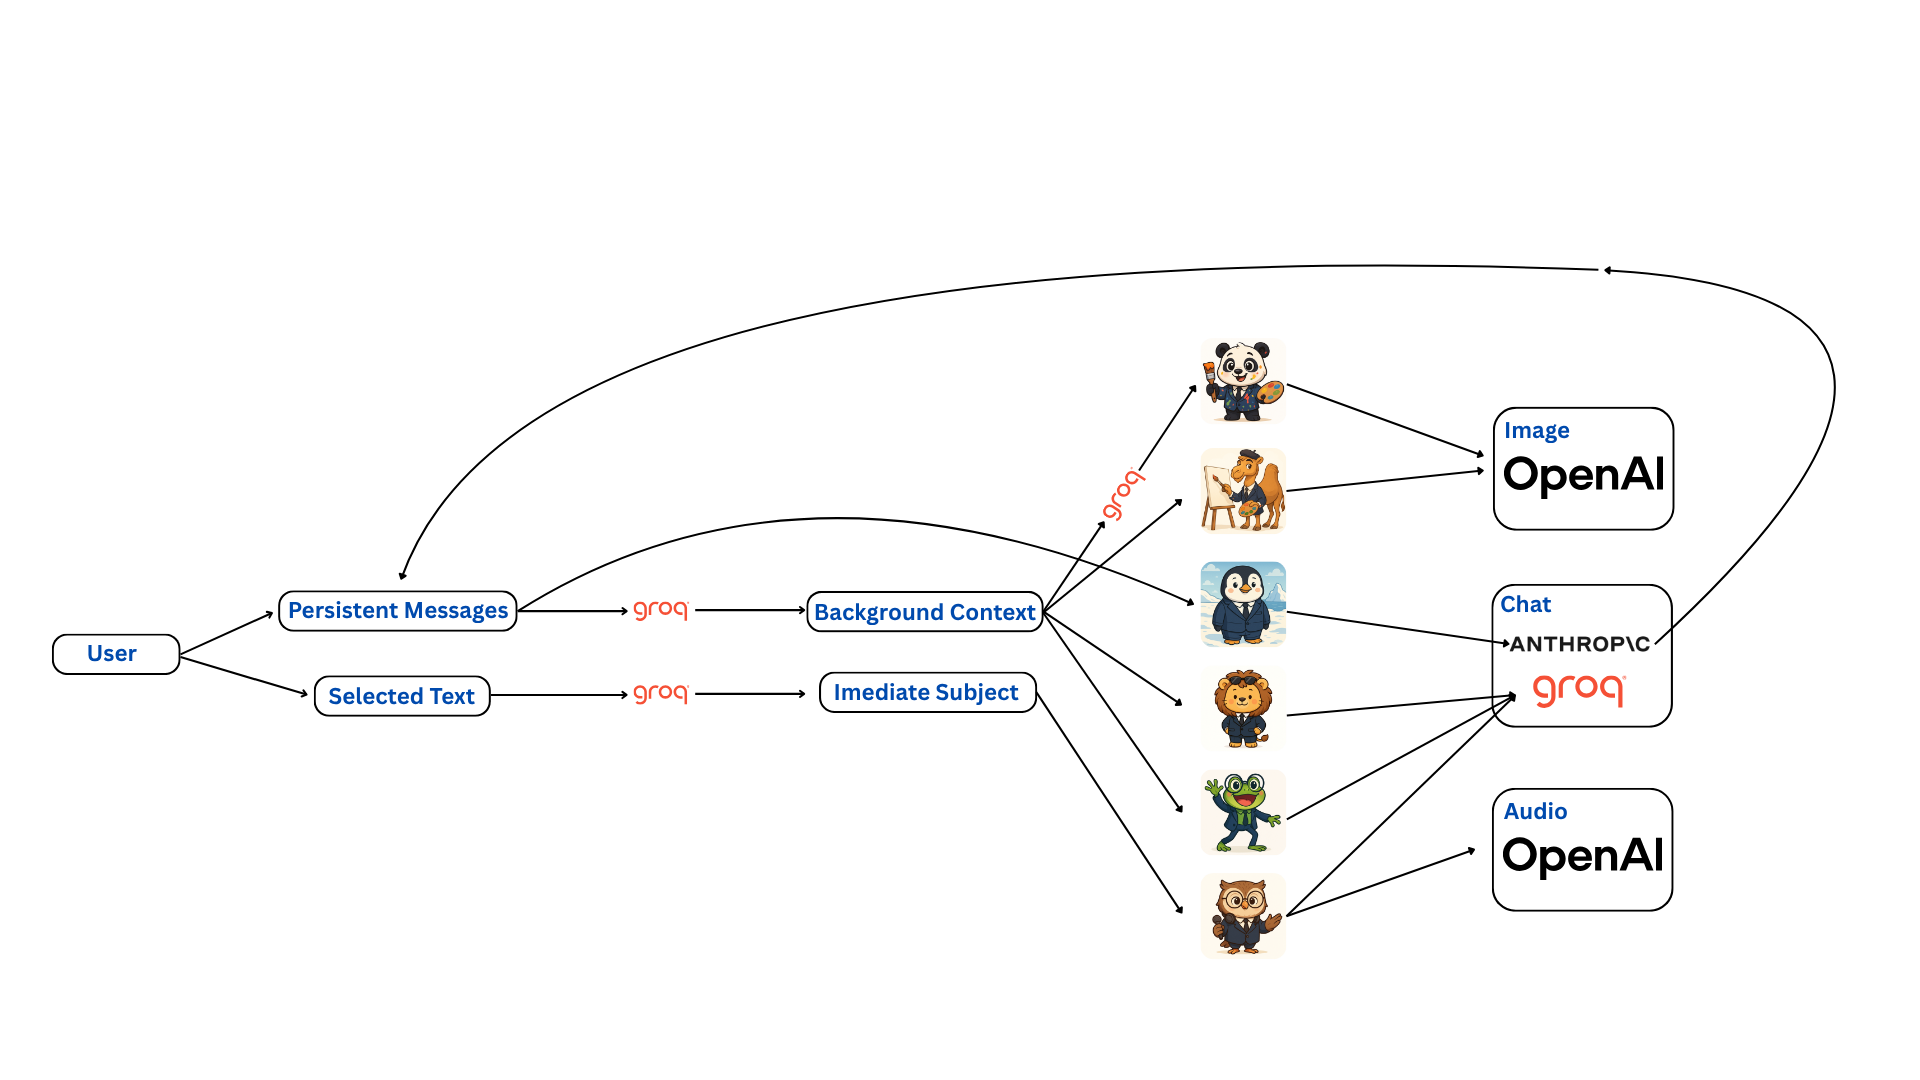 User
Persistent Messages
Selected Text
groq
groq
Background Context
Imediate Subject
groq
Image
OpenAI
Chat
ANTHROP\C
groq
Audio
OpenAI